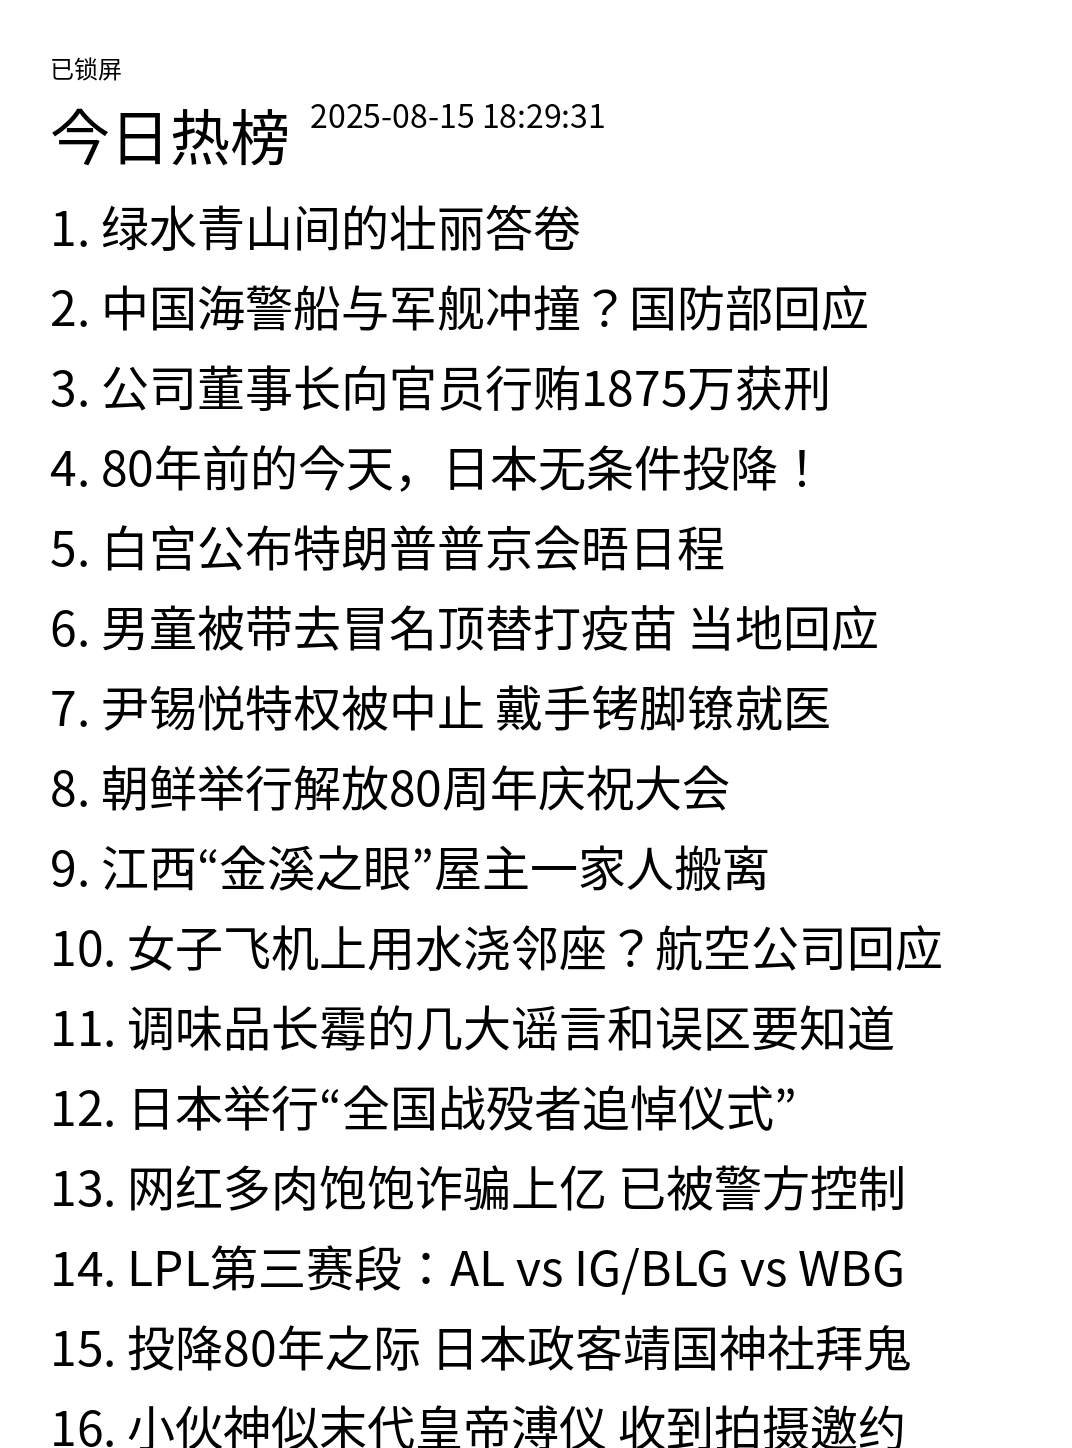 已锁屏
今日热榜 2025-08-15 18:29:31
1. 绿水青山间的壮丽答卷
2. 中国海警船与军舰冲撞？国防部回应
3. 公司董事长向官员行贿1875万获刑
4. 80年前的今天，日本无条件投降！
5. 白宫公布特朗普普京会晤日程
6. 男童被带去冒名顶替打疫苗 当地回应
7. 尹锡悦特权被中止 戴手铐脚镣就医
8. 朝鲜举行解放80周年庆祝大会
9. 江西“金溪之眼”屋主一家人搬离
10. 女子飞机上用水浇邻座？航空公司回应
11. 调味品长霉的几大谣言和误区要知道
12. 日本举行“全国战殁者追悼仪式”
13. 网红多肉饱饱诈骗上亿 已被警方控制
14. LPL第三赛段：AL vs IG/BLG vs WBG
15. 投降80年之际 日本政客靖国神社拜鬼
16. 小伙神似末代皇帝溥仪 收到拍摄邀约